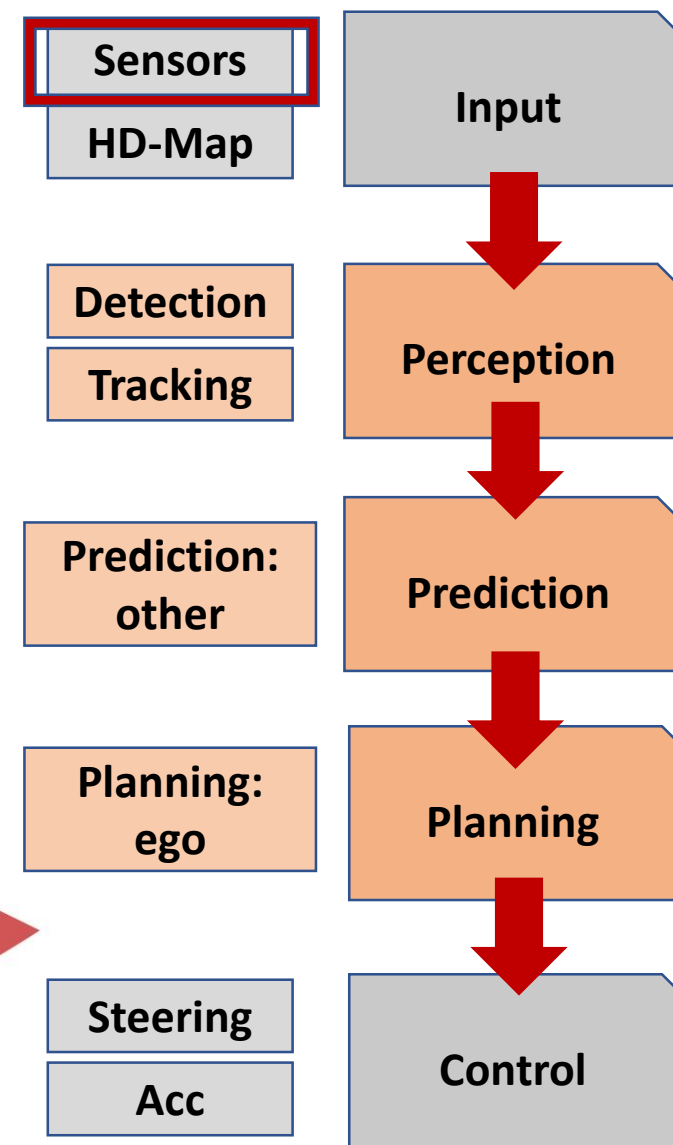 Sensors
HD-Map
Input
Detection
Tracking
Perception
Prediction:
other
Prediction
Planning:
ego
Planning
Steering
Acc
Control